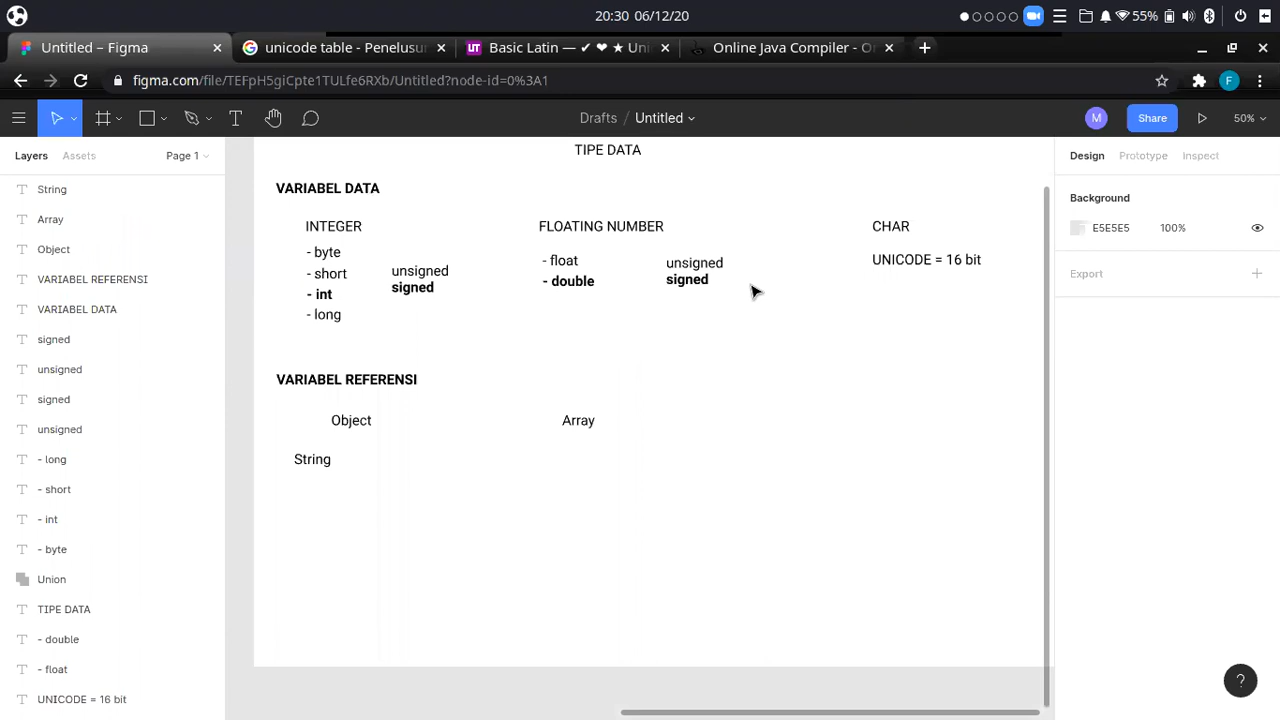 20:30 06/12/20
55%
Untitled – Figma
unicode table - Penelusur
UT
Basic Latin — ✔ ❤ ★ Uni
Online Java Compiler - On
figma.com/file/TEFpH5giCpte1TULfe6RXb/Untitled?node-id=0%3A1
F
Drafts / Untitled
M
Share
50%
Layers
Assets
Page 1
String
Array
Object
VARIABEL REFERENSI
VARIABEL DATA
signed
unsigned
signed
unsigned
- long
- short
- int
- byte
Union
TIPE DATA
- double
- float
UNICODE = 16 bit
TIPE DATA
VARIABEL DATA
INTEGER
- byte
- short
- int
- long
unsigned
signed
FLOATING NUMBER
- float
- double
unsigned
signed
CHAR
UNICODE = 16 bit
VARIABEL REFERENSI
Object
Array
String
Design
Prototype
Inspect
Background
E5E5E5
100%
Export
?